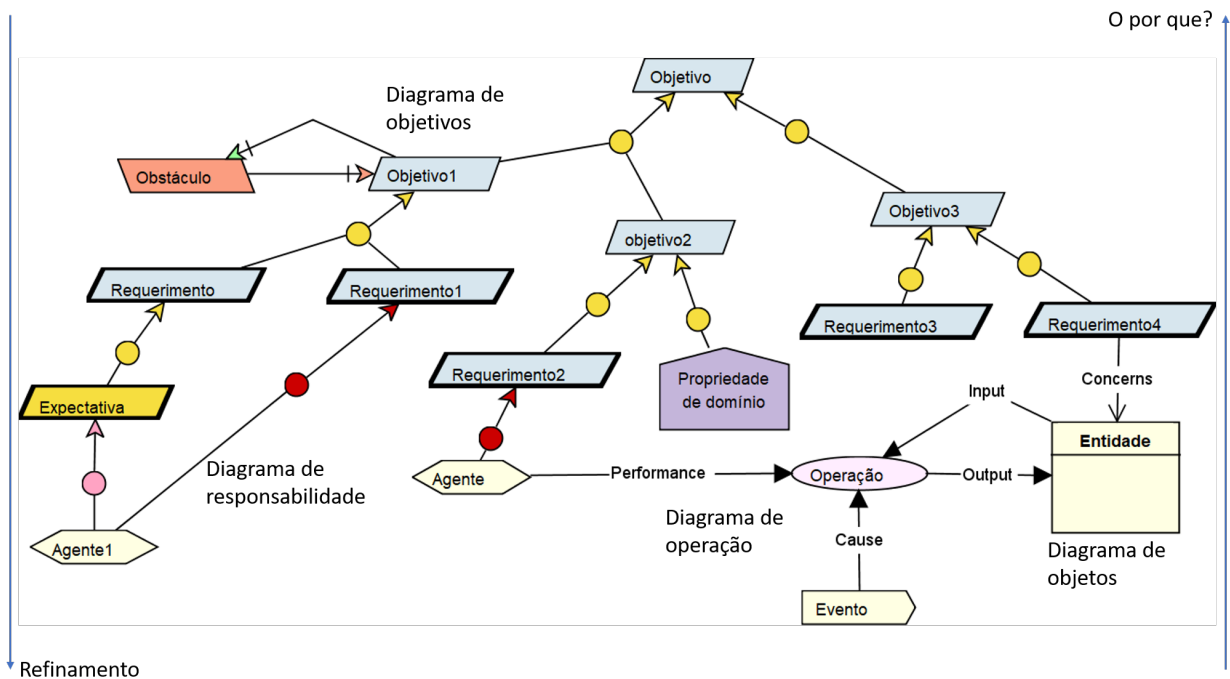 O por que?
Objetivo
Diagrama de
objetivos
Obstáculo
Objetivo1
Objetivo3
objetivo2
Requerimento
Requerimento1
Requerimento3
Requerimento4
Requerimento2
Propriedade
de domínio
Concerns
Input
Expectativa
Entidade
Diagrama de
responsabilidade
Agente
Performance
Operação
Output
Diagrama de
operação
Cause
Agente1
Diagrama de
objetos
Evento
Refinamento